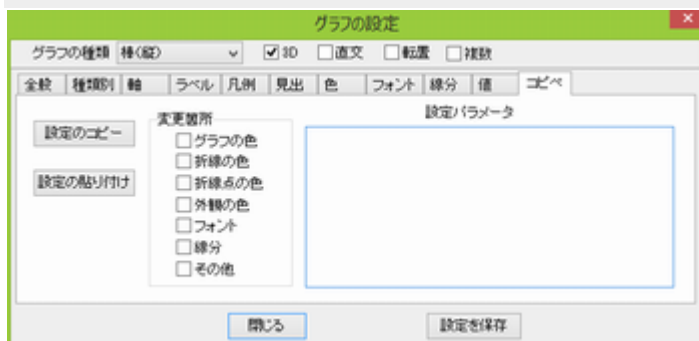 グラフの設定
グラフの種類 棒(縦) 3D 直交 転置 複数
全般 種類別 軸 ラベル 凡例 見出 色 フォント 線分 値 コピペ
設定のコピー
設定の貼り付け
変更箇所
グラフの色
折線の色
折線点の色
外観の色
フォント
線分
その他
設定パラメータ
閉じる 設定を保存